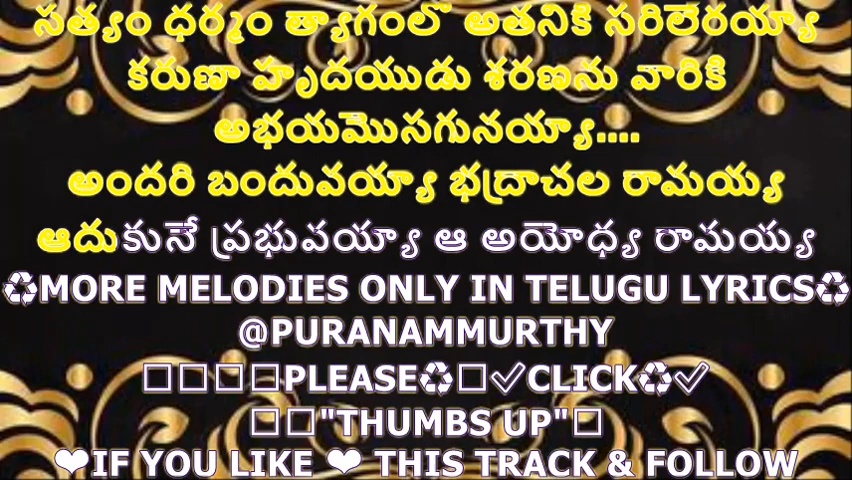 సత్యం ధర్మం త్యాగంలో అతనికి సరిలేరయ్యా
కరుణా హృదయుడు శరణను వారికి
అభయమొసగునయ్యా....
అందరి బందువయ్యా భద్రాచల రామయ్య
ఆదుకునే ప్రభువయ్యా ఆ అయోధ్య రామయ్య
♻MORE MELODIES ONLY IN TELUGU LYRICS♻
@PURANAMMURTHY
□□□□PLEASE♻□✓CLICK♻✓
□□"THUMBS UP"□
❤IF YOU LIKE ❤ THIS TRACK & FOLLOW